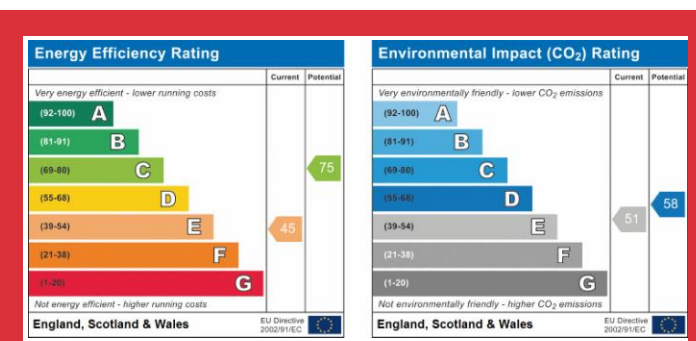 Energy Efficiency Rating
Current Potential
Very energy efficient - lower running costs
(92-100) A
(81-91) B
(69-80) C
75
(55-68) D
(39-54) E
45
(21-38) F
(1-20) G
Not energy efficient - higher running costs
England, Scotland & Wales
EU Directive
2002/91/EC
Environmental Impact (CO₂) Rating
Current Potential
Very environmentally friendly - lower CO₂ emissions
(92-100) A
(81-91) B
(69-80) C
(55-68) D
58
(39-54) E
51
(21-38) F
(1-20) G
Not environmentally friendly - higher CO₂ emissions
England, Scotland & Wales
EU Directive
2002/91/EC